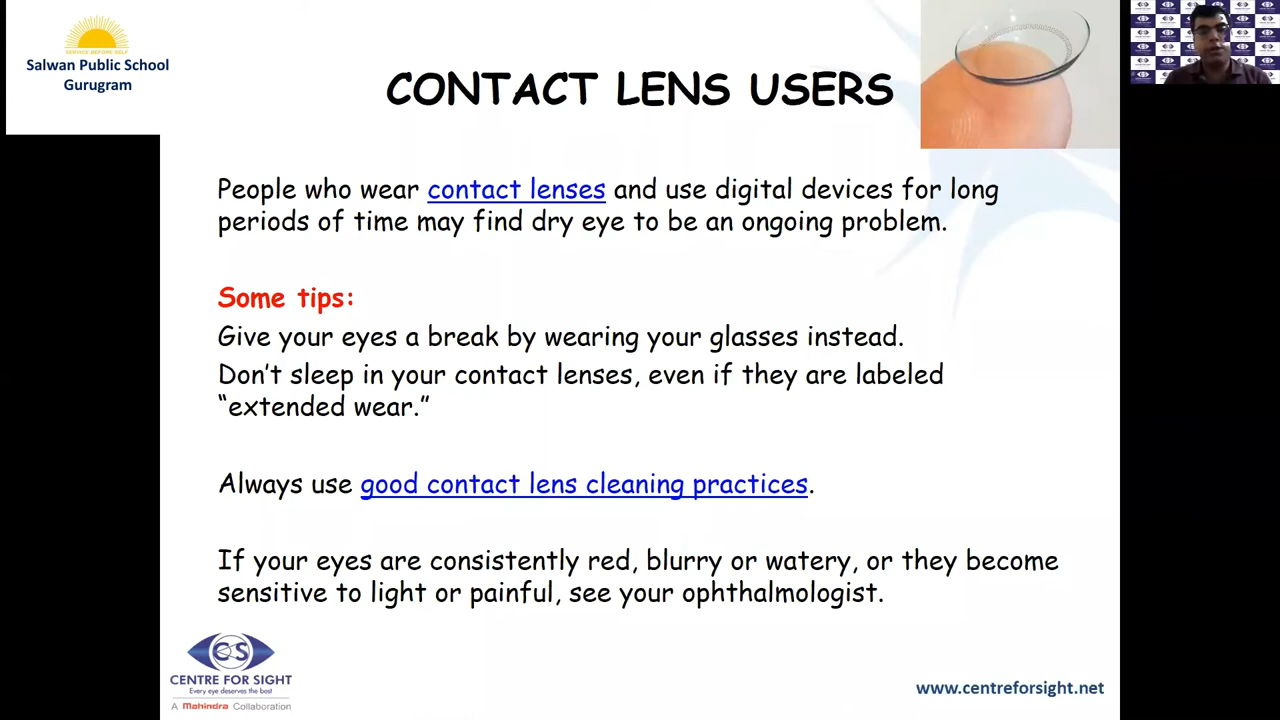 SERVICE BEFORE SELF
Salwan Public School
Gurugram
CONTACT LENS USERS
People who wear contact lenses and use digital devices for long
periods of time may find dry eye to be an ongoing problem.
Some tips:
Give your eyes a break by wearing your glasses instead.
Don’t sleep in your contact lenses, even if they are labeled
“extended wear.”
Always use good contact lens cleaning practices.
If your eyes are consistently red, blurry or watery, or they become
sensitive to light or painful, see your ophthalmologist.
CS
CENTRE FOR SIGHT
Every eye deserves the best
A Mahindra Collaboration
www.centreforsight.net